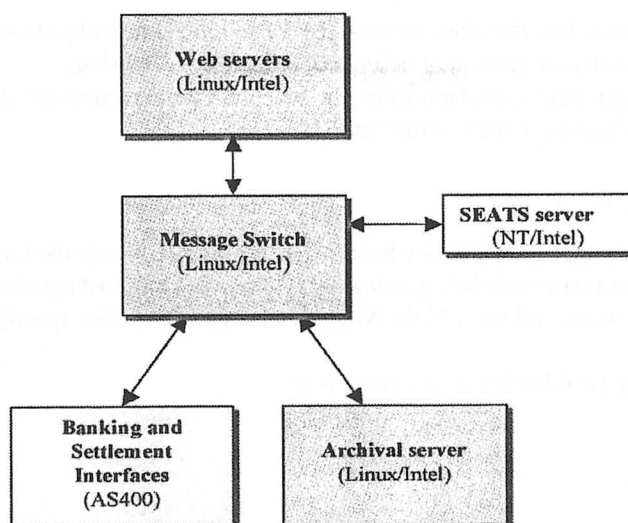 Web servers
(Linux/Intel)
Message Switch
(Linux/Intel)
SEATS server
(NT/Intel)
Banking and
Settlement
Interfaces
(AS400)
Archival server
(Linux/Intel)